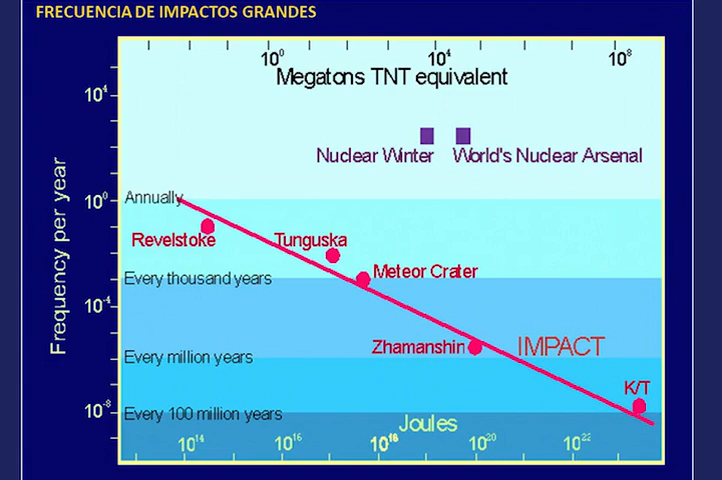 FRECUENCIA DE IMPACTOS GRANDES
10⁰ 10⁴ 10⁸
Megatons TNT equivalent
10⁴
Nuclear Winter World's Nuclear Arsenal
10⁰ Annually
Revelstoke Tunguska
Meteor Crater
Every thousand years
10⁻⁴
Zhamanshin IMPACT
Every million years
K/T
10⁻⁸ Every 100 million years
Joules
10¹⁴ 10¹⁶ 10¹⁸ 10²⁰ 10²²
Frequency per year